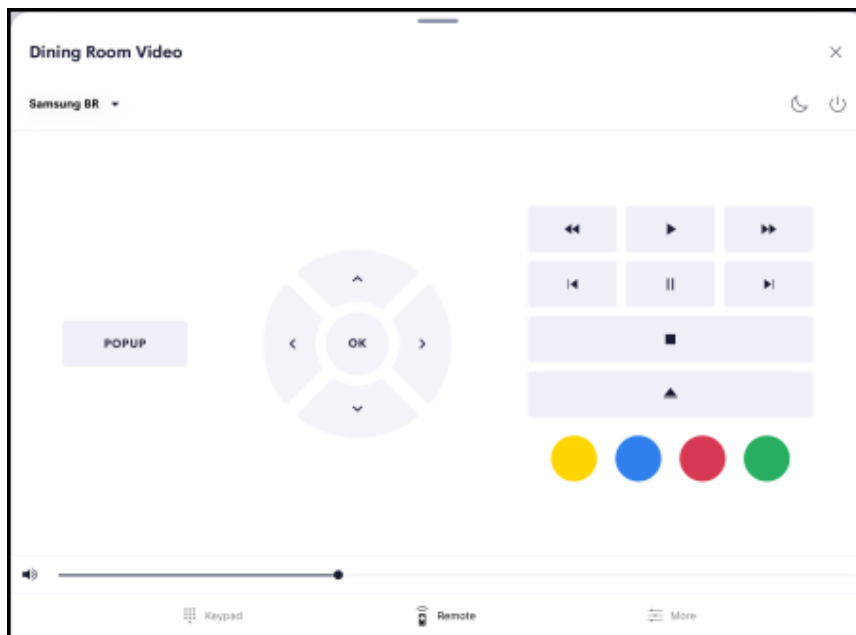 Dining Room Video
Samsung BR
POPUP
OK
Keypad
Remote
More